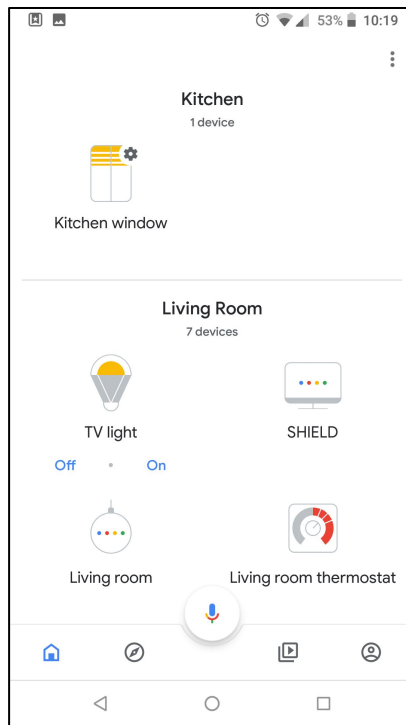 53% 10:19
Kitchen
1 device
Kitchen window
Living Room
7 devices
TV light
SHIELD
Off • On
Living room
Living room thermostat